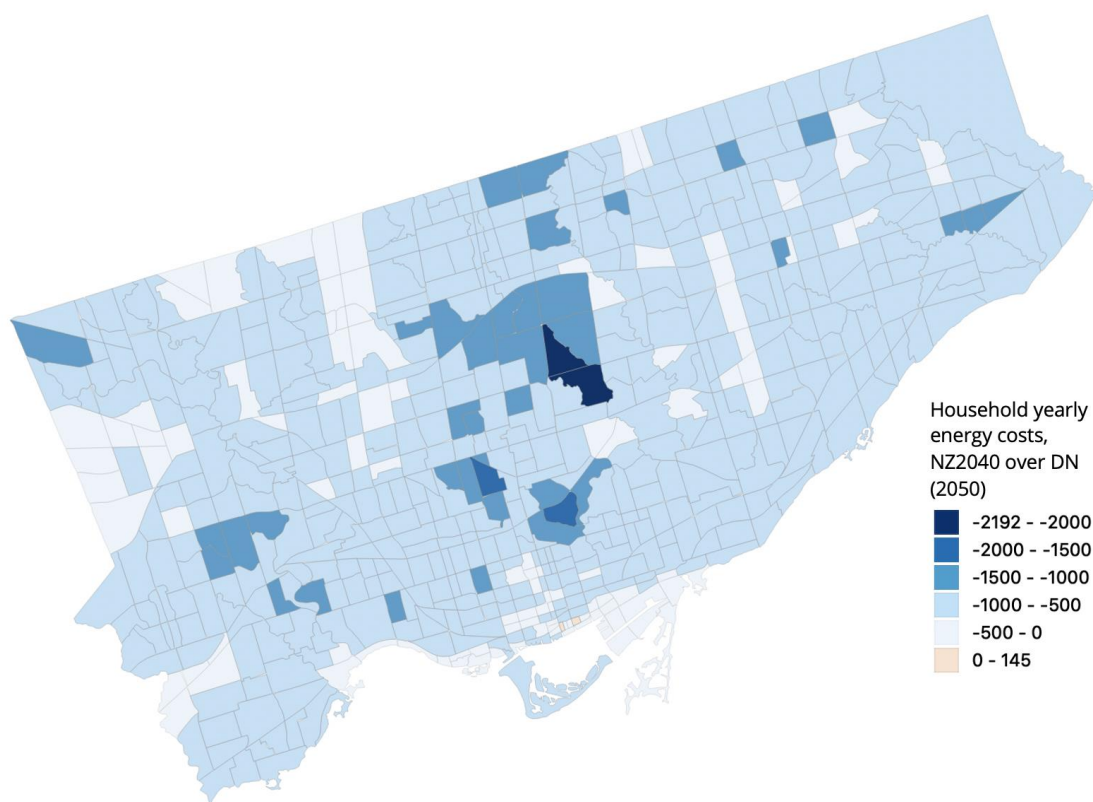 Household yearly
energy costs,
NZ2040 over DN
(2050)
-2192 - -2000
-2000 - -1500
-1500 - -1000
-1000 - -500
-500 - 0
0 - 145